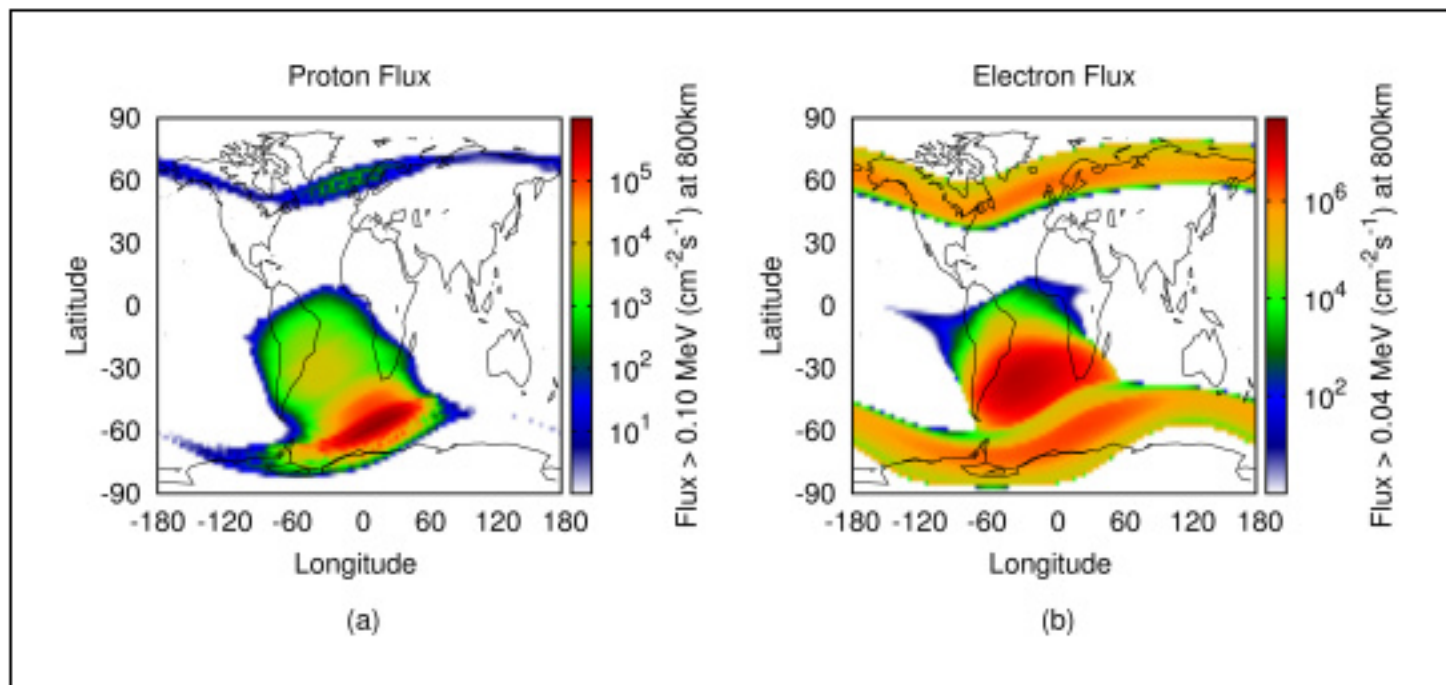 Proton Flux
90
60
30
0
-30
-60
-90
-180 -120 -60 0 60 120 180
Latitude
Longitude
10^5
10^4
10^3
10^2
10^1
Flux > 0.10 MeV (cm^-2s^-1) at 800km
(a)
Electron Flux
90
60
30
0
-30
-60
-90
-180 -120 -60 0 60 120 180
Latitude
Longitude
10^6
10^4
10^2
Flux > 0.04 MeV (cm^-2s^-1) at 800km
(b)